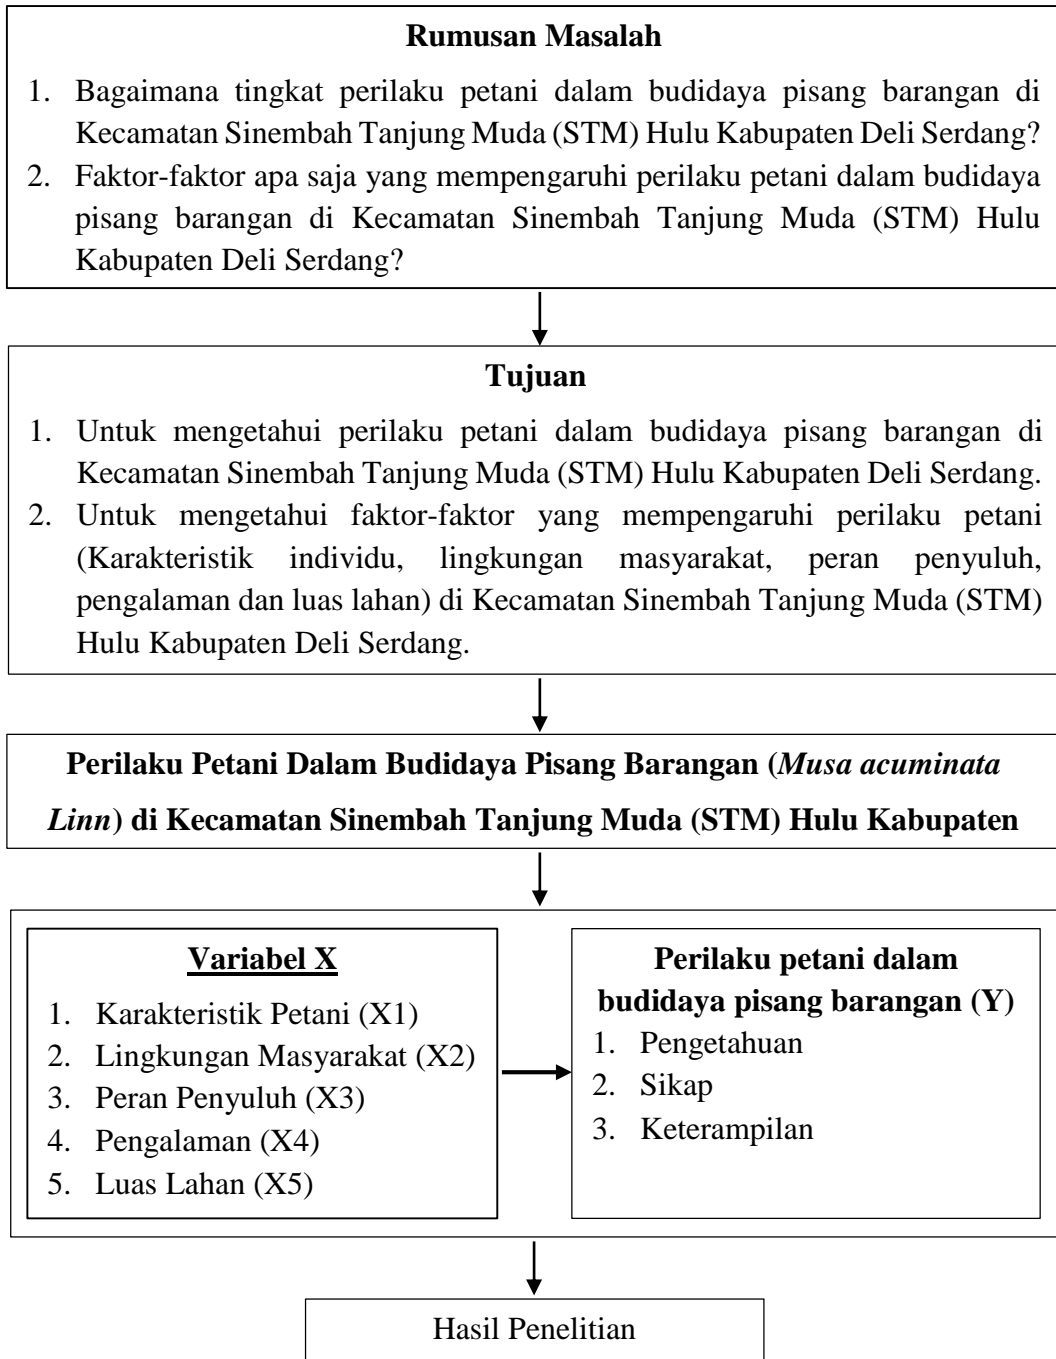 Rumusan Masalah
1. Bagaimana tingkat perilaku petani dalam budidaya pisang barangan di
Kecamatan Sinembah Tanjung Muda (STM) Hulu Kabupaten Deli Serdang?
2. Faktor-faktor apa saja yang mempengaruhi perilaku petani dalam budidaya
pisang barangan di Kecamatan Sinembah Tanjung Muda (STM) Hulu
Kabupaten Deli Serdang?
Tujuan
1. Untuk mengetahui perilaku petani dalam budidaya pisang barangan di
Kecamatan Sinembah Tanjung Muda (STM) Hulu Kabupaten Deli Serdang.
2. Untuk mengetahui faktor-faktor yang mempengaruhi perilaku petani
(Karakteristik individu, lingkungan masyarakat, peran penyuluh,
pengalaman dan luas lahan) di Kecamatan Sinembah Tanjung Muda (STM)
Hulu Kabupaten Deli Serdang.
Perilaku Petani Dalam Budidaya Pisang Barangan (Musa acuminata
Linn) di Kecamatan Sinembah Tanjung Muda (STM) Hulu Kabupaten
Variabel X
1. Karakteristik Petani (X1)
2. Lingkungan Masyarakat (X2)
3. Peran Penyuluh (X3)
4. Pengalaman (X4)
5. Luas Lahan (X5)
Perilaku petani dalam
budidaya pisang barangan (Y)
1. Pengetahuan
2. Sikap
3. Keterampilan
Hasil Penelitian